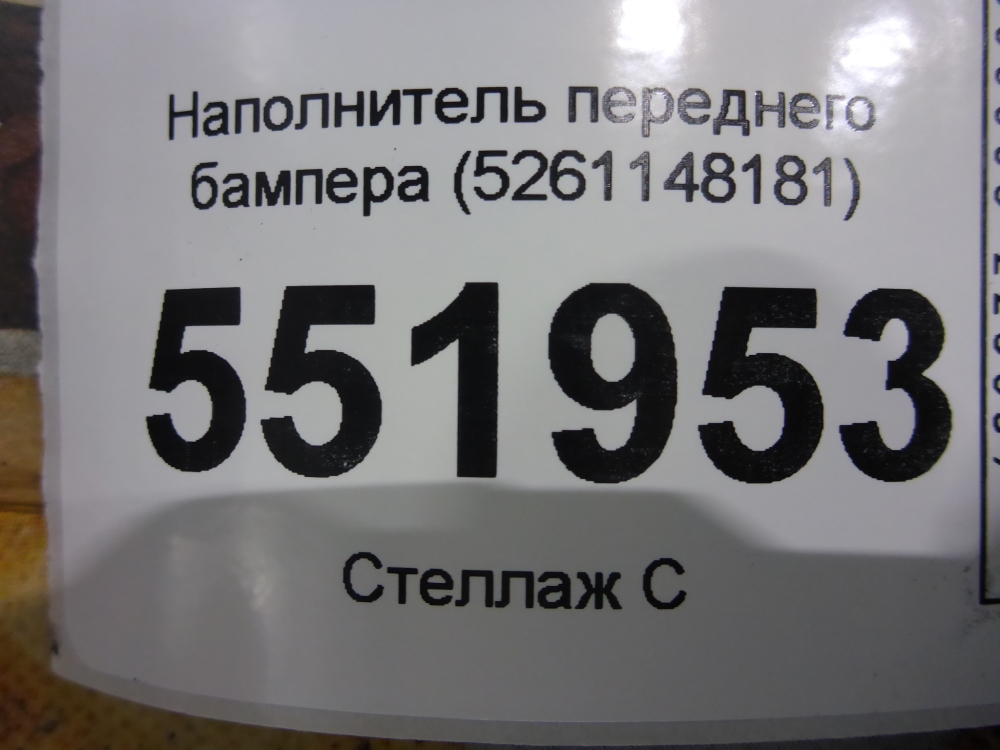 Наполнитель переднего
бампера (5261148181)
551953
Стеллаж С